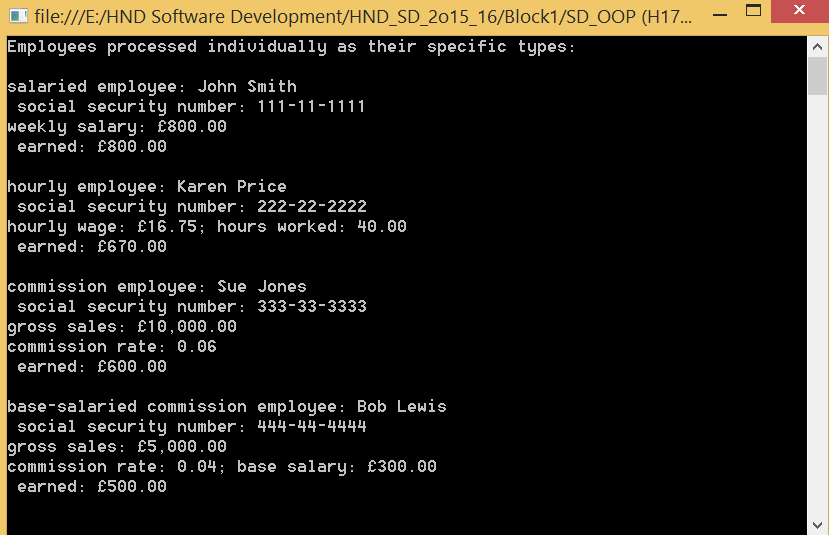 file:///E:/HND Software Development/HND_SD_2o15_16/Block1/SD_OOP (H17...
Employees processed individually as their specific types:
salaried employee: John Smith
social security number: 111-11-1111
weekly salary: £800.00
earned: £800.00
hourly employee: Karen Price
social security number: 222-22-2222
hourly wage: £16.75; hours worked: 40.00
earned: £670.00
commission employee: Sue Jones
social security number: 333-33-3333
gross sales: £10,000.00
commission rate: 0.06
earned: £600.00
base-salaried commission employee: Bob Lewis
social security number: 444-44-4444
gross sales: £5,000.00
commission rate: 0.04; base salary: £300.00
earned: £500.00